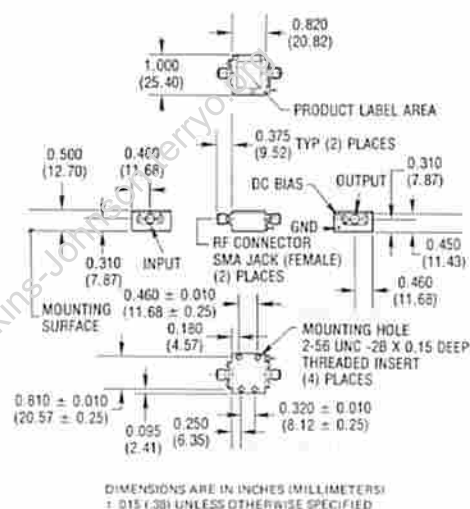 0.820
(20.82)
1.000
(25.40)
PRODUCT LABEL AREA
0.375
(9.52)
TYP (2) PLACES
0.500
(12.70)
0.460
(11.68)
0.310
(7.87)
DC BIAS
OUTPUT
GND
INPUT
0.310
(7.87)
RF CONNECTOR
SMA JACK (FEMALE)
(2) PLACES
0.450
(11.43)
0.460
(11.68)
MOUNTING
SURFACE
0.460 ± 0.010
(11.68 ± 0.25)
0.180
(4.57)
MOUNTING HOLE
2-56 UNC -2B X 0.15 DEEP
THREADED INSERT
(4) PLACES
0.810 ± 0.010
(20.57 ± 0.25)
0.095
(2.41)
0.250
(6.35)
0.320 ± 0.010
(8.12 ± 0.25)
DIMENSIONS ARE IN INCHES (MILLIMETERS)
± .015 (.38) UNLESS OTHERWISE SPECIFIED